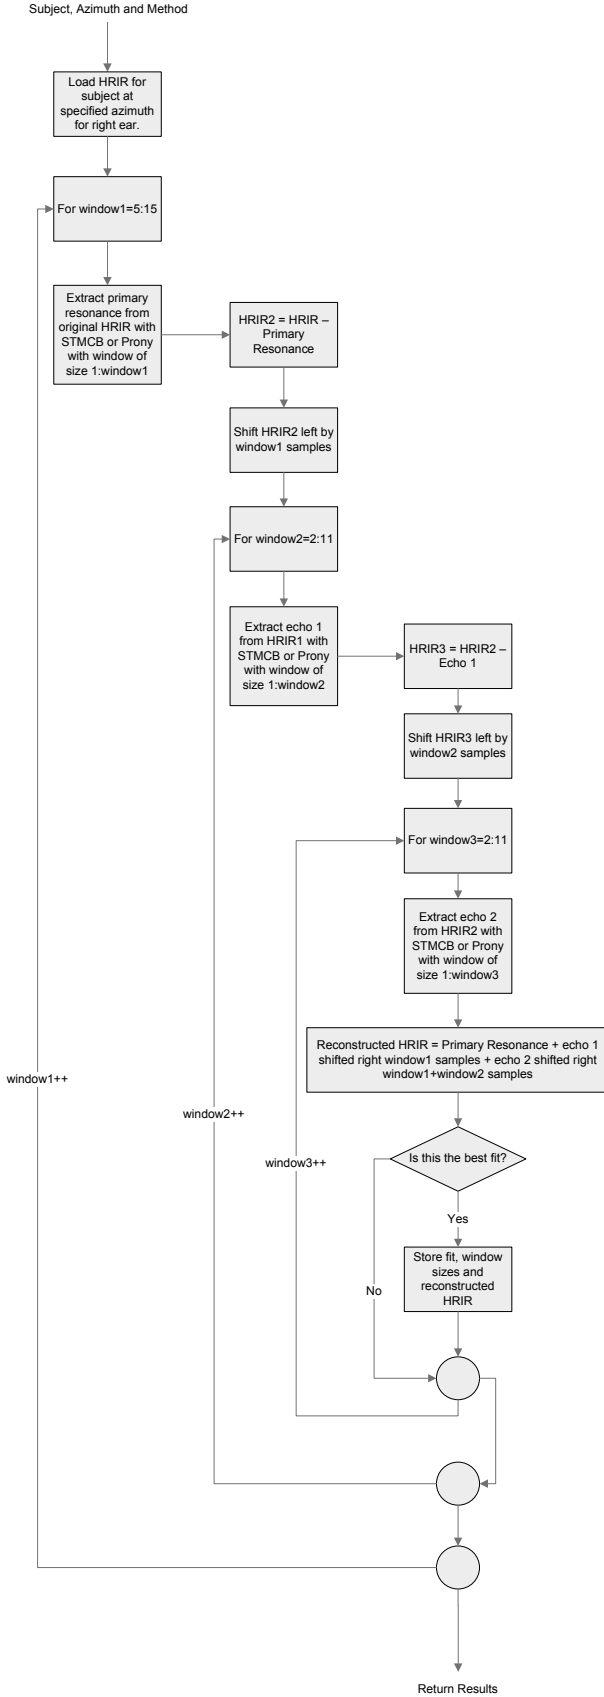 Subject, Azimuth and Method
Load HRIR for
subject at
specified azimuth
for right ear.
For window1=5:15
Extract primary
resonance from
original HRIR with
STMCB or Prony
with window of
size 1:window1
HRIR2 = HRIR –
Primary
Resonance
Shift HRIR2 left by
window1 samples
For window2=2:11
Extract echo 1
from HRIR1 with
STMCB or Prony
with window of
size 1:window2
HRIR3 = HRIR2 –
Echo 1
Shift HRIR3 left by
window2 samples
For window3=2:11
Extract echo 2
from HRIR2 with
STMCB or Prony
with window of
size 1:window3
Reconstructed HRIR = Primary Resonance + echo 1
shifted right window1 samples + echo 2 shifted right
window1+window2 samples
window1++
window2++
window3++
Is this the best fit?
Yes
Store fit, window
sizes and
reconstructed
HRIR
No
Return Results